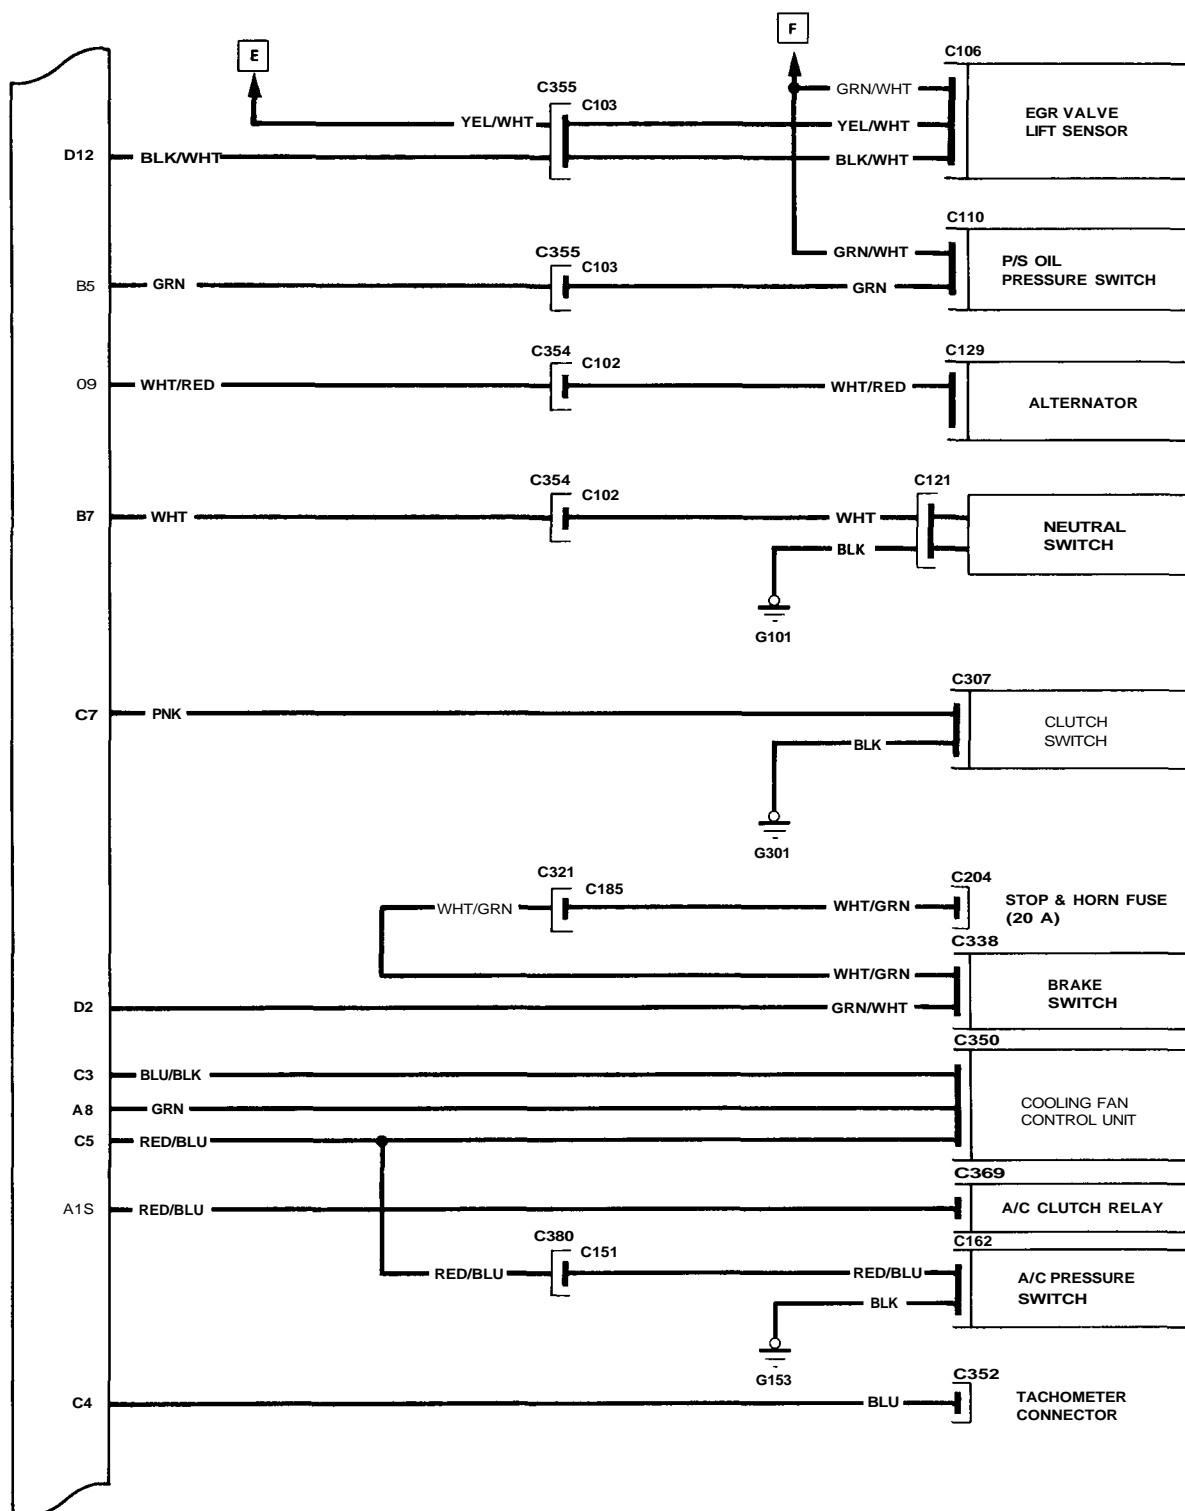 E
F
C106
C355
C103
GRN/WHT
YEL/WHT
YEL/WHT
EGR VALVE
LIFT SENSOR
D12
BLK/WHT
BLK/WHT
C110
C355
C103
GRN/WHT
P/S OIL
PRESSURE SWITCH
B5
GRN
GRN
C354
C102
C129
09
WHT/RED
WHT/RED
ALTERNATOR
C354
C102
C121
B7
WHT
WHT
BLK
NEUTRAL
SWITCH
G101
C307
C7
PNK
BLK
CLUTCH
SWITCH
G301
C321
C185
C204
WHT/GRN
WHT/GRN
STOP & HORN FUSE
(20 A)
C338
WHT/GRN
BRAKE
SWITCH
D2
GRN/WHT
C350
C3
BLU/BLK
A8
GRN
COOLING FAN
CONTROL UNIT
C5
RED/BLU
C369
A1S
RED/BLU
A/C CLUTCH RELAY
C380
C151
C162
RED/BLU
RED/BLU
BLK
A/C PRESSURE
SWITCH
G153
C352
C4
BLU
TACHOMETER
CONNECTOR